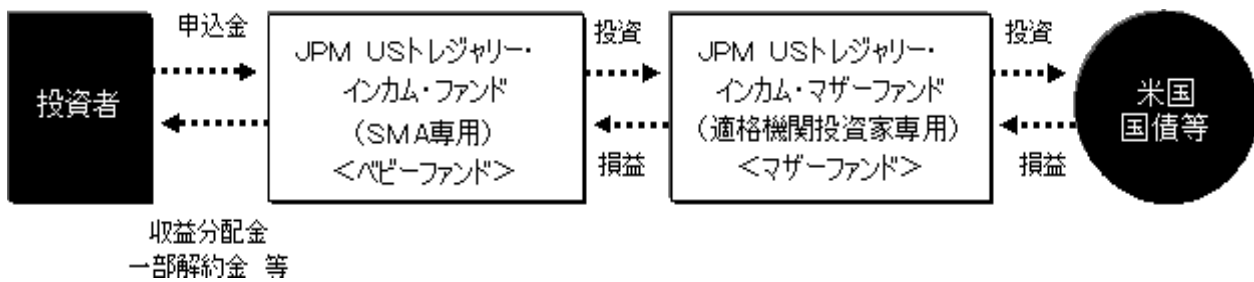 投資者
申込金
収益分配金
一部解約金 等
JPM USトレジャリー・
インカム・ファンド
（SMA専用）
＜ベビーファンド＞
投資
損益
JPM USトレジャリー・
インカム・マザーファンド
（適格機関投資家専用）
＜マザーファンド＞
投資
損益
米国
国債等